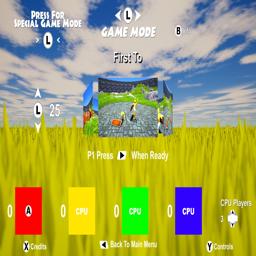 PRESS FOR
SPECIAL GAME MODE
L
L
GAME MODE
B
First To
L
25
P1 Press
When Ready
0
A
0
CPU
0
CPU
0
CPU
CPU Players
3
X
Credits
Back To Main Menu
Y
Controls